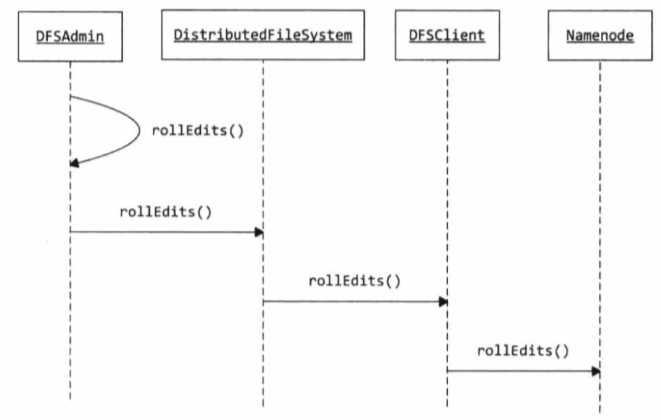 DFSAdmin
DistributedFileSystem
DFSClient
Namenode
rollEdits()
rollEdits()
rollEdits()
rollEdits()